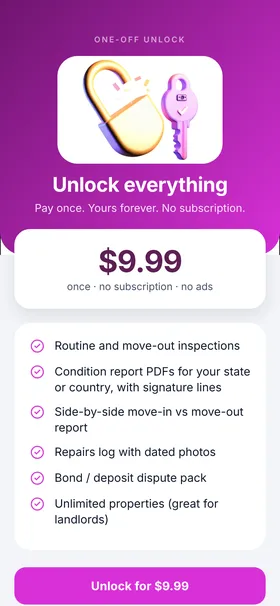 ONE-OFF UNLOCK
Unlock everything
Pay once. Yours forever. No subscription.
$9.99
once · no subscription · no ads
Routine and move-out inspections
Condition report PDFs for your state
or country, with signature lines
Side-by-side move-in vs move-out
report
Repairs log with dated photos
Bond / deposit dispute pack
Unlimited properties (great for
landlords)
Unlock for $9.99